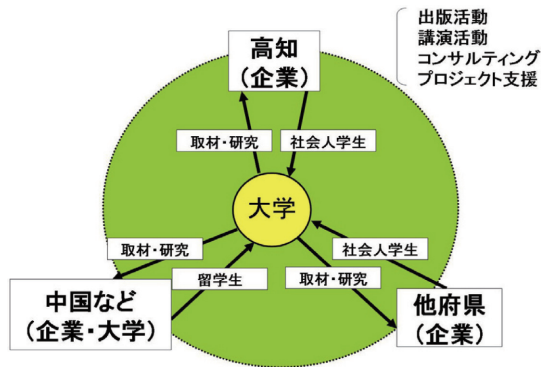 出版活動
講演活動
コンサルティング
プロジェクト支援
高知
（企業）
取材・研究
社会人学生
大学
取材・研究
社会人学生
留学生
取材・研究
中国など
（企業・大学）
他府県
（企業）